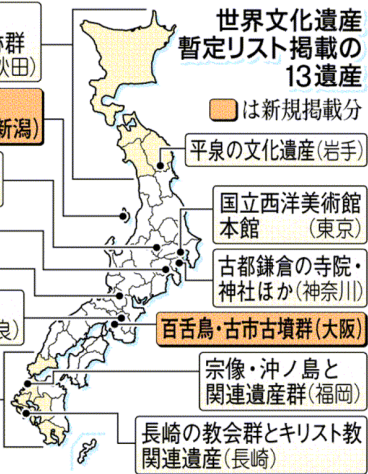 世界文化遺産
暫定リスト掲載の
13遺産
は新規掲載分
群
秋田)
新潟)
平泉の文化遺産(岩手)
国立西洋美術館
本館(東京)
古都鎌倉の寺院・
神社ほか(神奈川)
良)
百舌鳥・古市古墳群(大阪)
宗像・沖ノ島と
関連遺産群(福岡)
長崎の教会群とキリスト教
関連遺産(長崎)